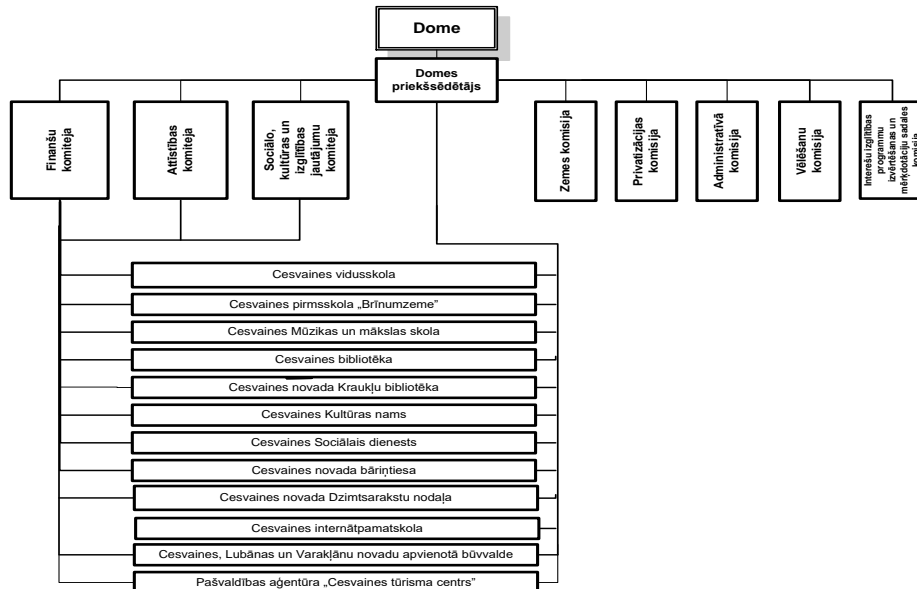 Dome
Domes
priekšsēdētājs
Finanšu
komiteja
Attīstības
komiteja
Sociālo,
kultūras un
izglītības
jautājumu
komiteja
Zemes komisija
Privatizācijas
komisija
Administratīvā
komisija
Vēlēšanu
komisija
Interešu izglītības
programmu
izvērtēšanas un
mērķdotāciju sadales
komisija
Cesvaines vidusskola
Cesvaines pirmsskola „Brīnumzeme”
Cesvaines Mūzikas un mākslas skola
Cesvaines bibliotēka
Cesvaines novada Kraukļu bibliotēka
Cesvaines Kultūras nams
Cesvaines Sociālais dienests
Cesvaines novada bāriņtiesa
Cesvaines novada Dzimtsarakstu nodaļa
Cesvaines internātpamatskola
Cesvaines, Lubānas un Varakļānu novadu apvienotā būvvalde
Pašvaldības aģentūra „Cesvaines tūrisma centrs”